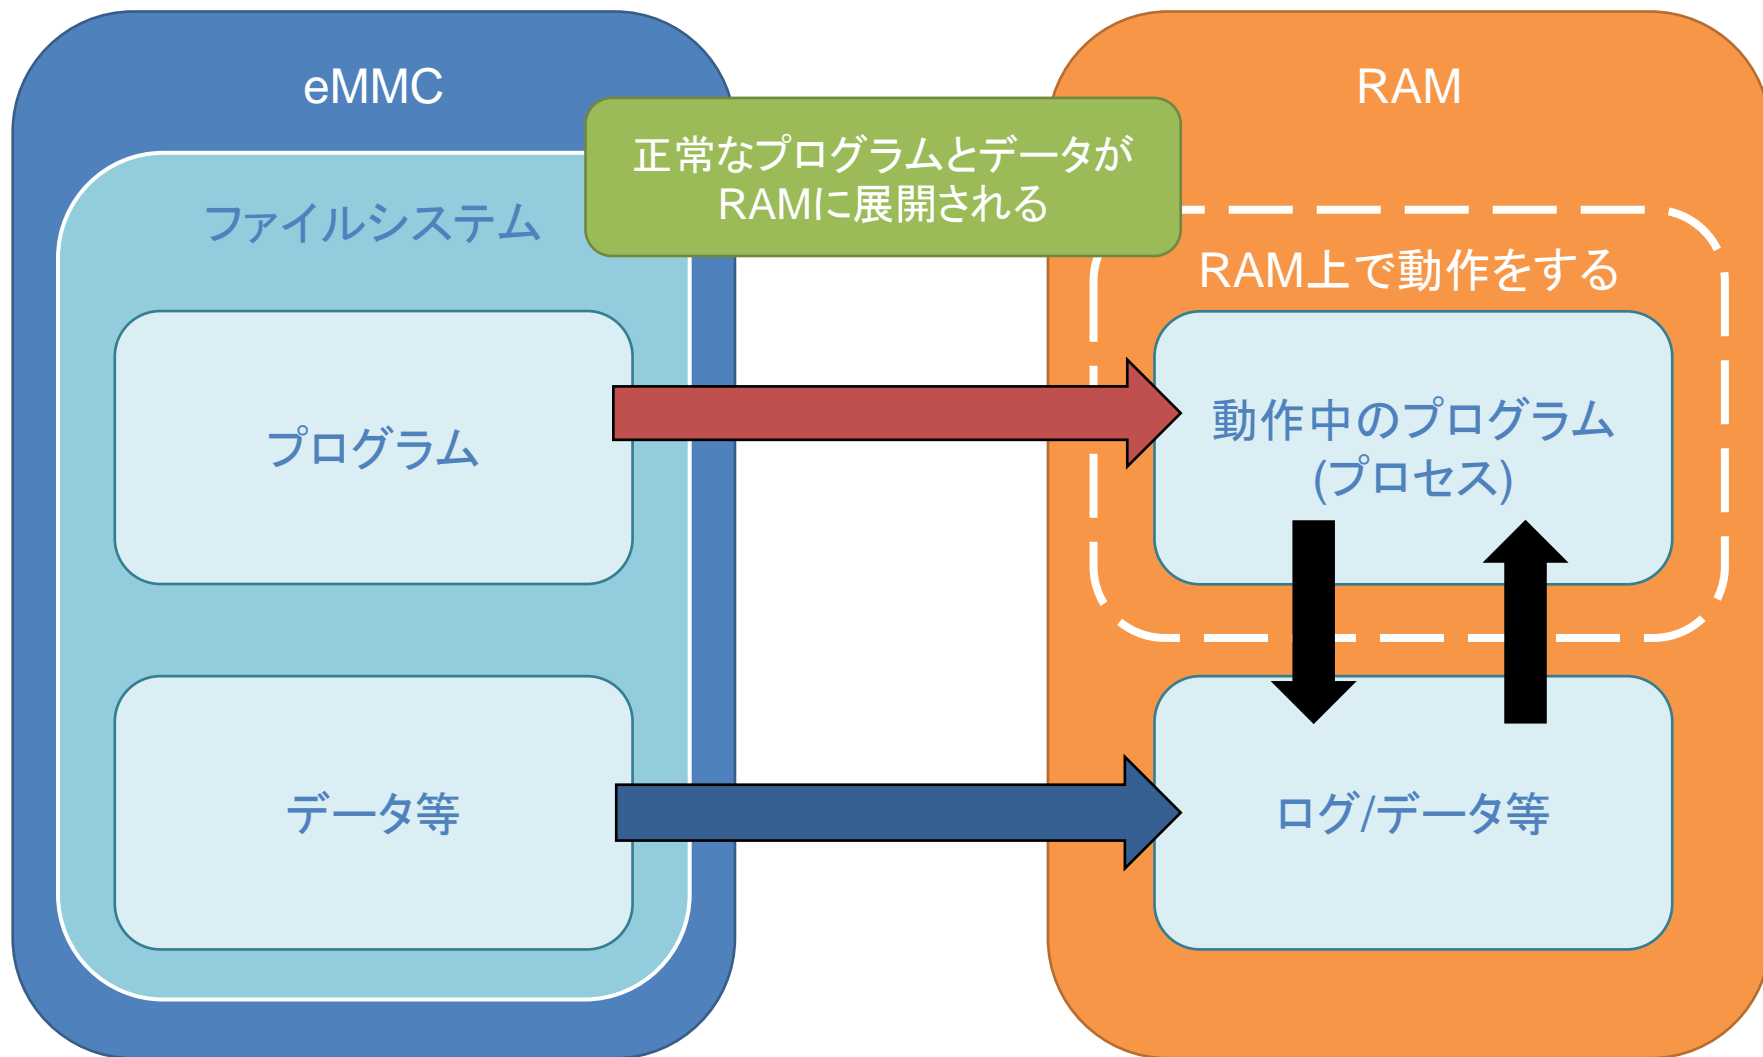 eMMC
ファイルシステム
プログラム
データ等
正常なプログラムとデータが
RAMに展開される
RAM
RAM上で動作をする
動作中のプログラム
(プロセス)
ログ/データ等